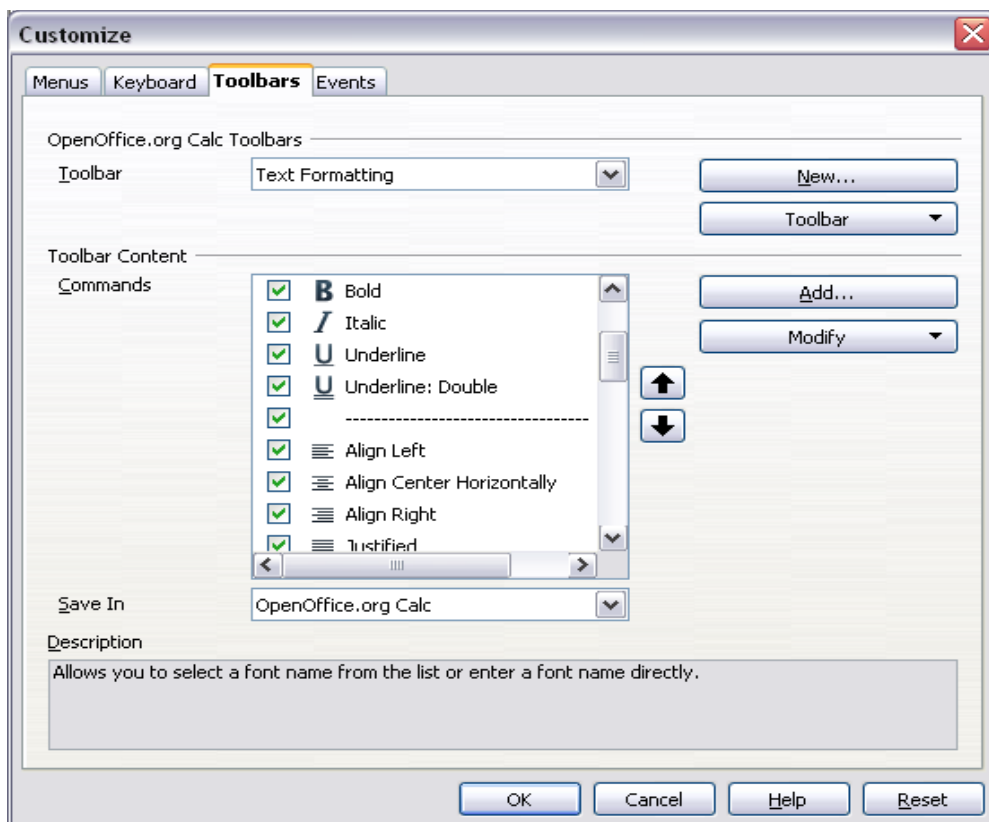 Customize
Menus Keyboard Toolbars Events
OpenOffice.org Calc Toolbars
Toolbar Text Formatting New...
Toolbar
Toolbar Content
Commands B Bold Add...
I Italic Modify
U Underline
U Underline: Double
---------------------------------
Align Left
Align Center Horizontally
Align Right
Justified
Save In OpenOffice.org Calc
Description
Allows you to select a font name from the list or enter a font name directly.
OK Cancel Help Reset